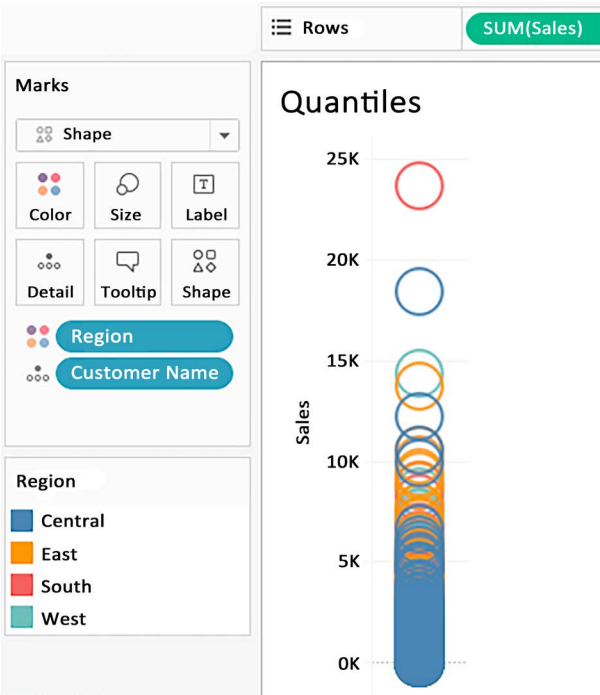 Rows
SUM(Sales)
Marks
Shape
Color
Size
Label
Detail
Tooltip
Shape
Region
Customer Name
Region
Central
East
South
West
Quantiles
Sales
25K
20K
15K
10K
5K
0K